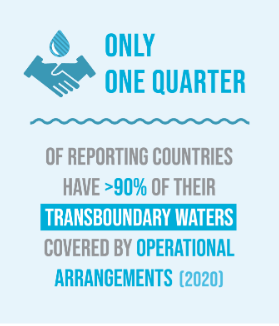 ONLY
ONE QUARTER
OF REPORTING COUNTRIES
HAVE >90% OF THEIR
TRANSBOUNDARY WATERS
COVERED BY OPERATIONAL
ARRANGEMENTS (2020)